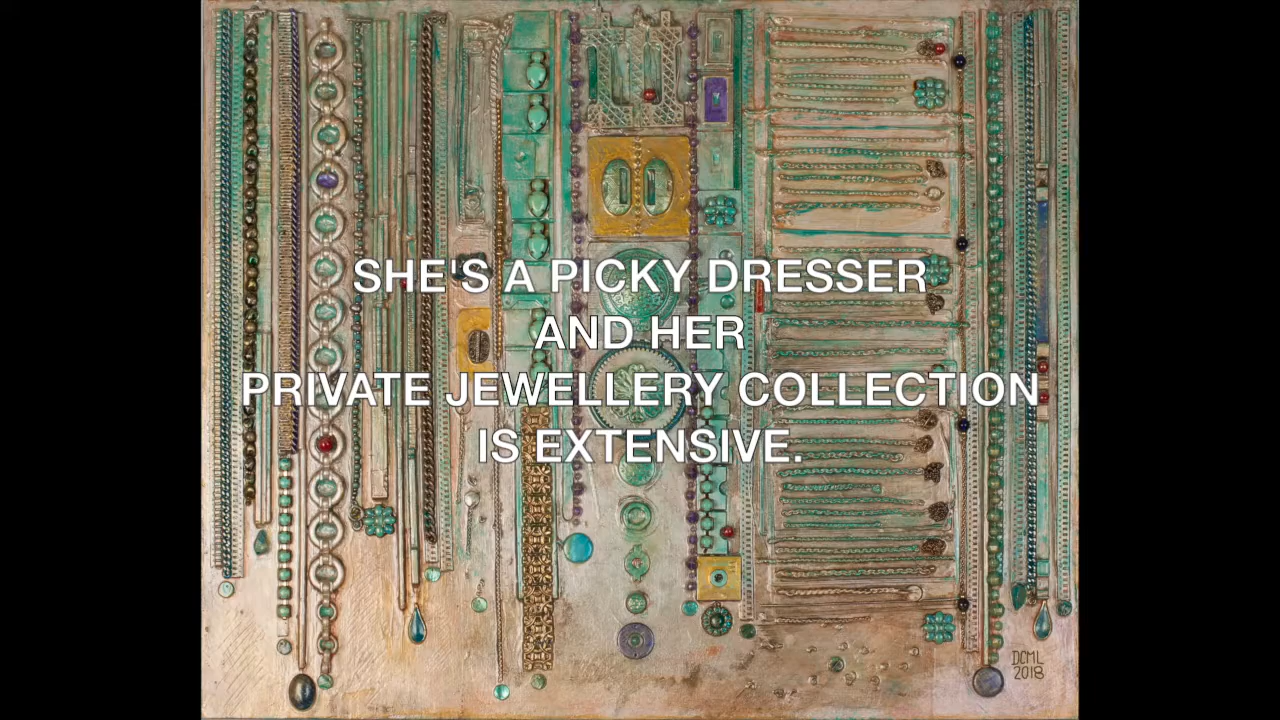 SHE'S A PICKY DRESSER
AND HER
PRIVATE JEWELLERY COLLECTION
IS EXTENSIVE.
DCML
2018